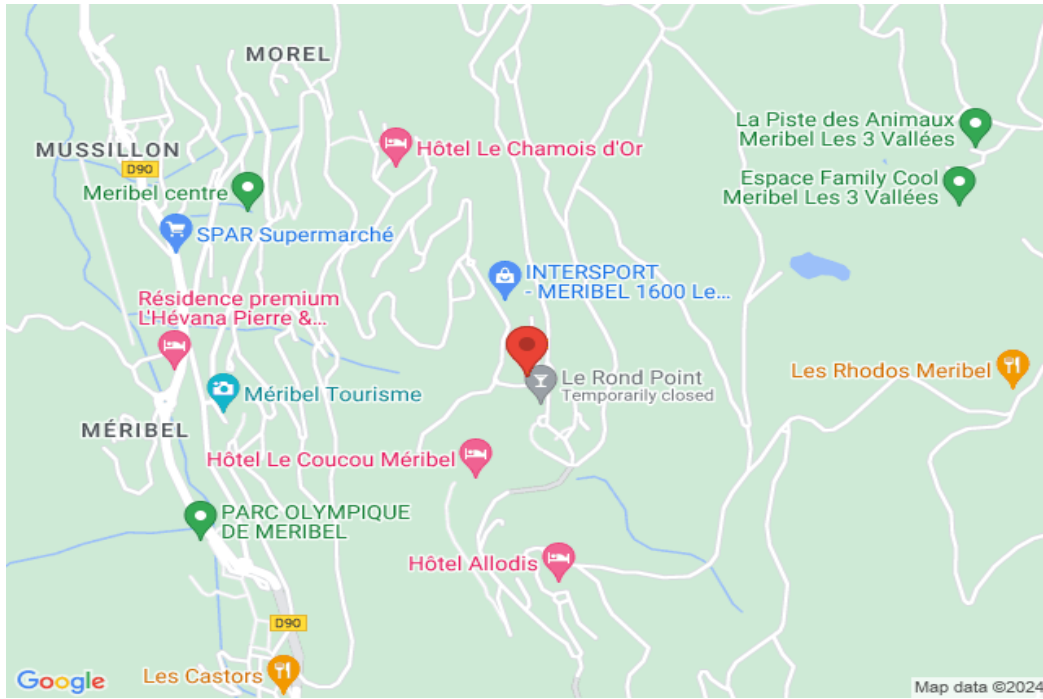 MOREL
La Piste des Animaux
Meribel Les 3 Vallées
MUSSILLON
D90
Hôtel Le Chamois d'Or
Espace Family Cool
Meribel Les 3 Vallées
Meribel centre
SPAR Supermarché
INTERSPORT
- MERIBEL 1600 Le...
Résidence premium
L'Hévana Pierre &...
Le Rond Point
Temporarily closed
Les Rhodos Meribel
Méribel Tourisme
MÉRIBEL
Hôtel Le Coucou Méribel
PARC OLYMPIQUE
DE MERIBEL
Hôtel Allodis
D90
Les Castors
Google
Map data ©2024